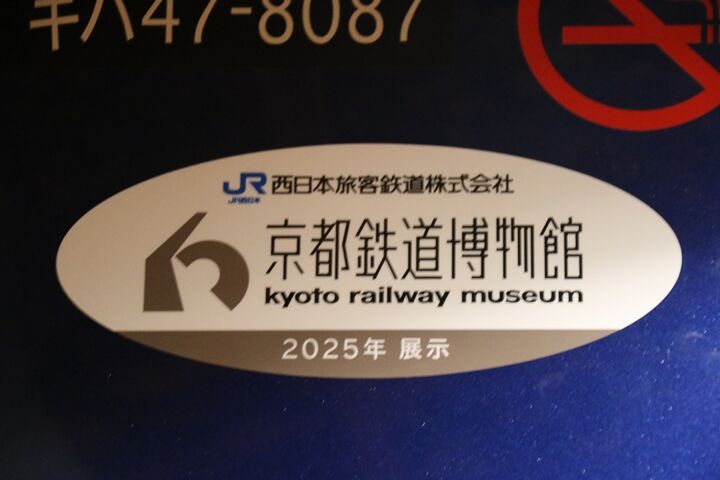 キハ47-8087
JR 西日本旅客鉄道株式会社
JR西日本
京都鉄道博物館
kyoto railway museum
2025年 展示